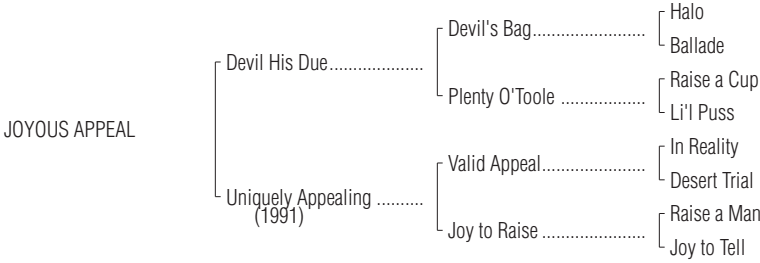 Halo
Devil's Bag........................
Ballade
Devil His Due....................
Raise a Cup
Plenty O'Toole ..................
Li'l Puss
JOYOUS APPEAL
In Reality
Valid Appeal......................
Desert Trial
Uniquely Appealing ..........
(1991)
Raise a Man
Joy to Raise ......................
Joy to Tell